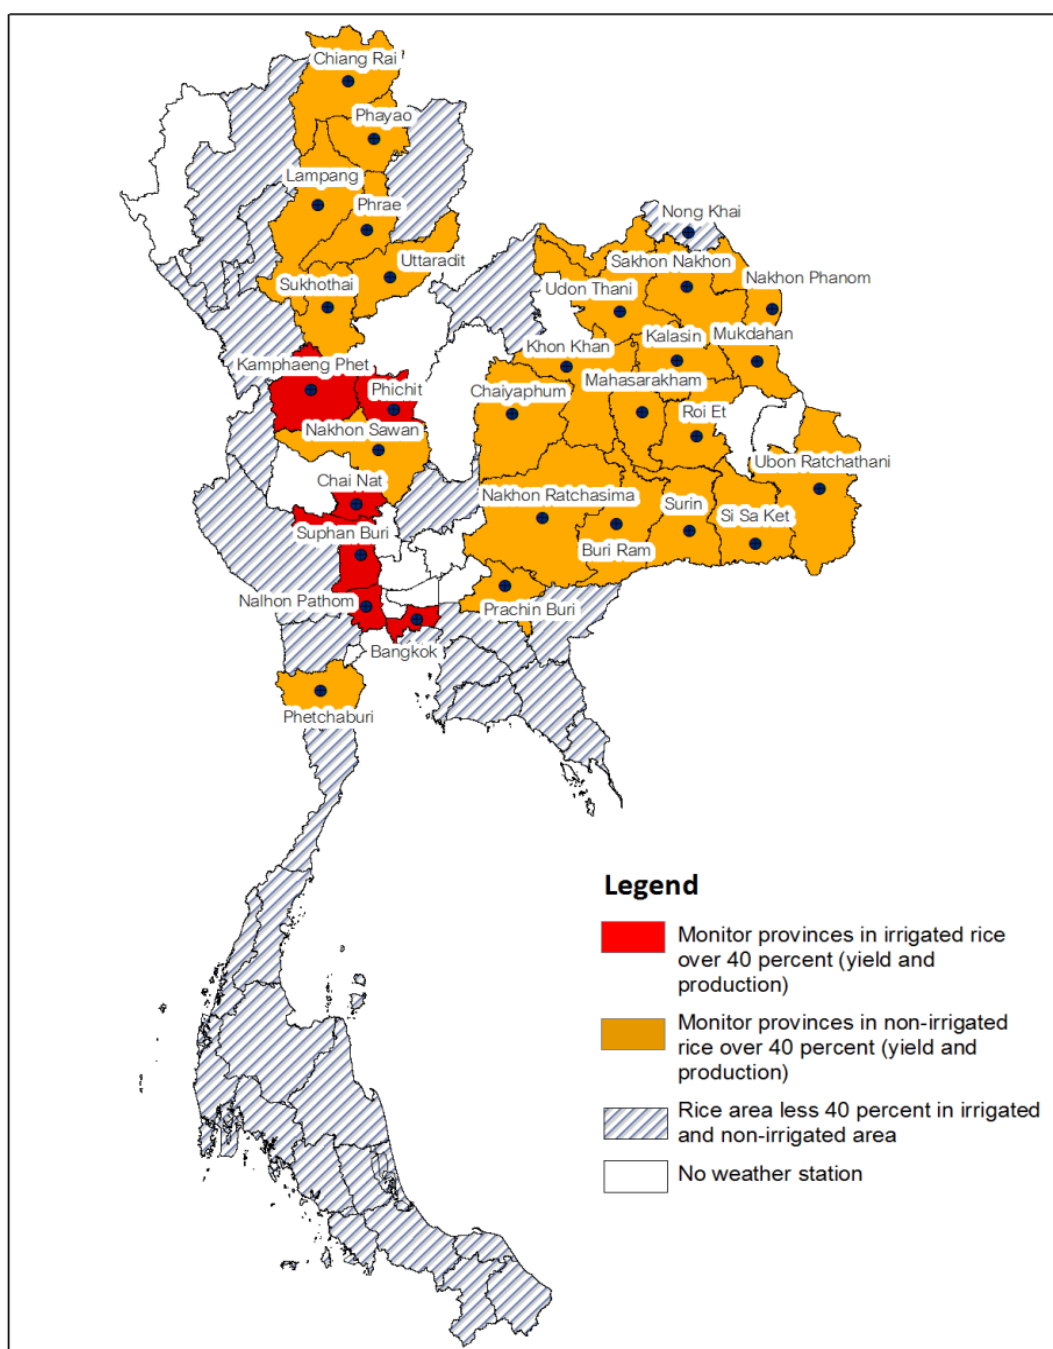 Chiang Rai
Phayao
Lampang
Phrae
Nong Khai
Uttaradit
Sakhon Nakhon
Sukhothai
Udon Thani
Nakhon Phanom
Kamphaeng Phet
Khon Khan
Kalasin
Mukdahan
Phichit
Chaiyaphum
Mahasarakham
Roi Et
Nakhon Sawan
Ubon Ratchathani
Chai Nat
Nakhon Ratchasima
Surin
Si Sa Ket
Suphan Buri
Buri Ram
Nalhon Pathom
Prachin Buri
Bangkok
Phetchaburi
Legend
Monitor provinces in irrigated rice
over 40 percent (yield and
production)
Monitor provinces in non-irrigated
rice over 40 percent (yield and
production)
Rice area less 40 percent in irrigated
and non-irrigated area
No weather station